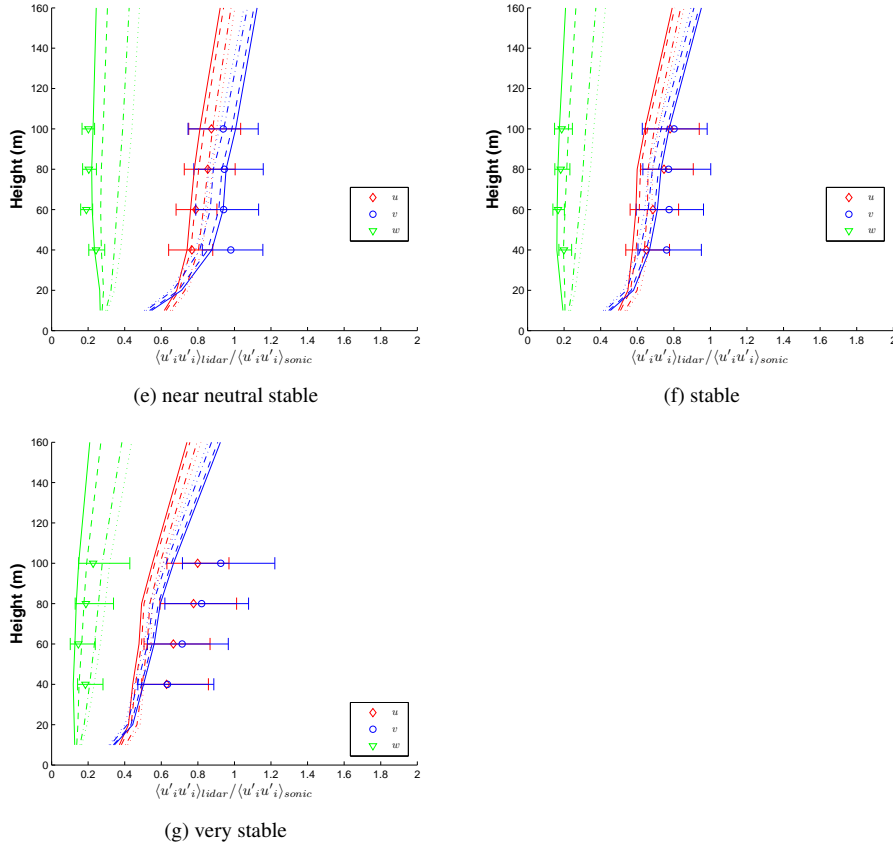 160
140
120
100
80
60
40
20
0
Height (m)
0.2 0.4 0.6 0.8 1 1.2 1.4 1.6 1.8 2
⟨u'ᵢu'ᵢ⟩lidar/⟨u'ᵢu'ᵢ⟩sonic
u
v
w
(e) near neutral stable
160
140
120
100
80
60
40
20
0
Height (m)
0.2 0.4 0.6 0.8 1 1.2 1.4 1.6 1.8 2
⟨u'ᵢu'ᵢ⟩lidar/⟨u'ᵢu'ᵢ⟩sonic
u
v
w
(f) stable
160
140
120
100
80
60
40
20
0
Height (m)
0.2 0.4 0.6 0.8 1 1.2 1.4 1.6 1.8 2
⟨u'ᵢu'ᵢ⟩lidar/⟨u'ᵢu'ᵢ⟩sonic
u
v
w
(g) very stable